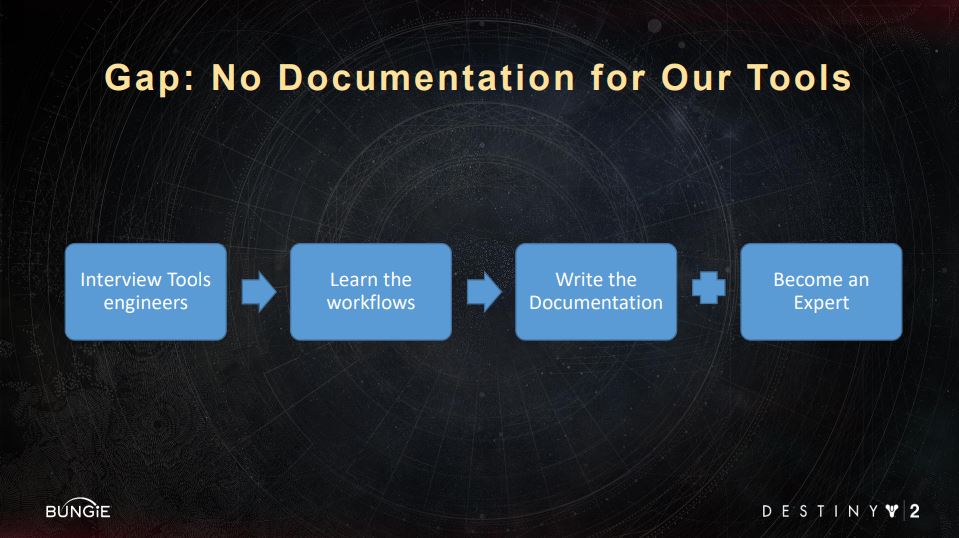 Gap: No Documentation for Our Tools
Interview Tools
engineers
Learn the
workflows
Write the
Documentation
Become an
Expert
BUNGiE
DESTINY 2